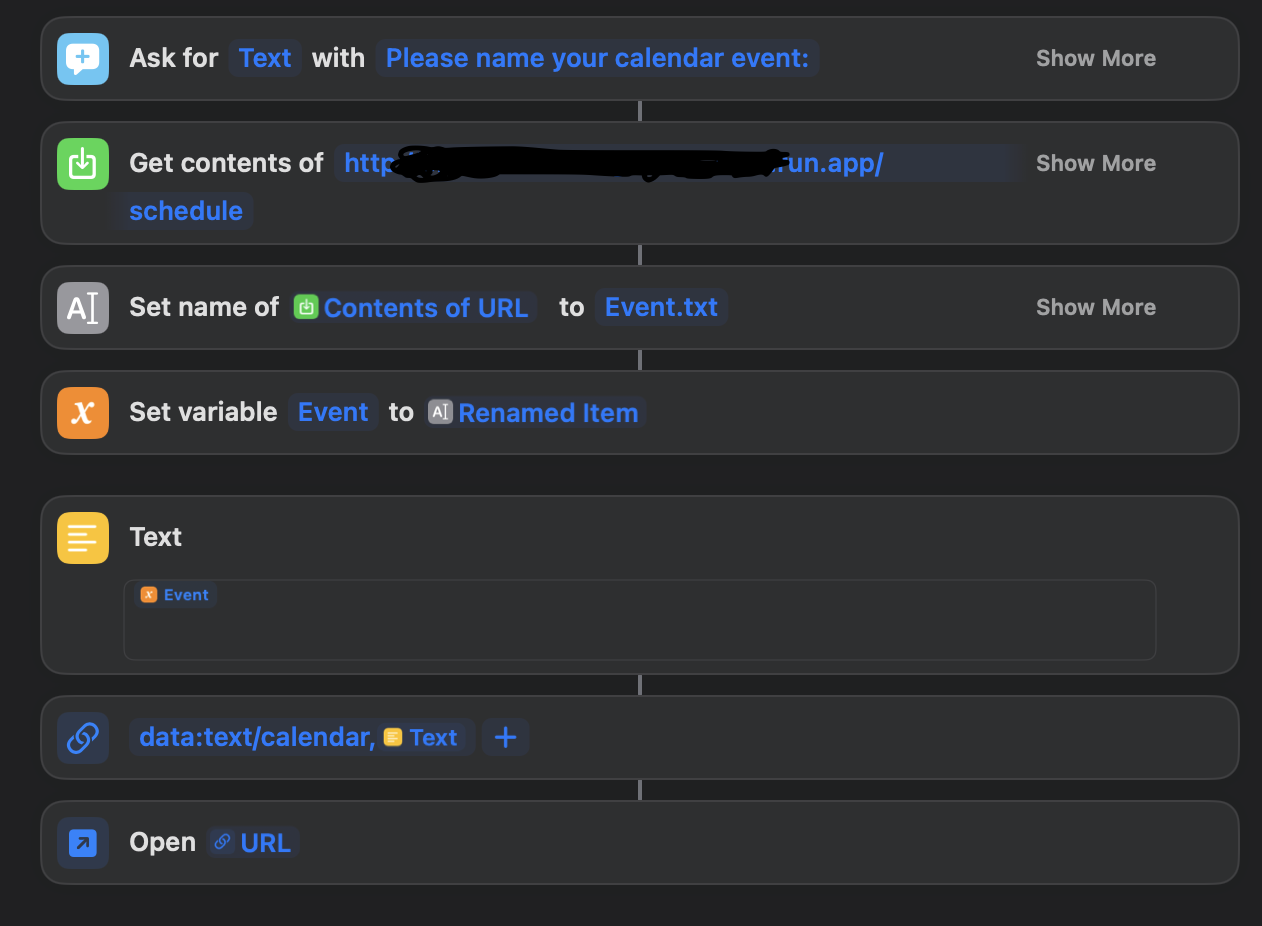 Ask for Text with Please name your calendar event: Show More
Get contents of http run.app/ Show More
schedule
Set name of Contents of URL to Event.txt Show More
Set variable Event to Renamed Item
Text
Event
data:text/calendar, Text +
Open URL